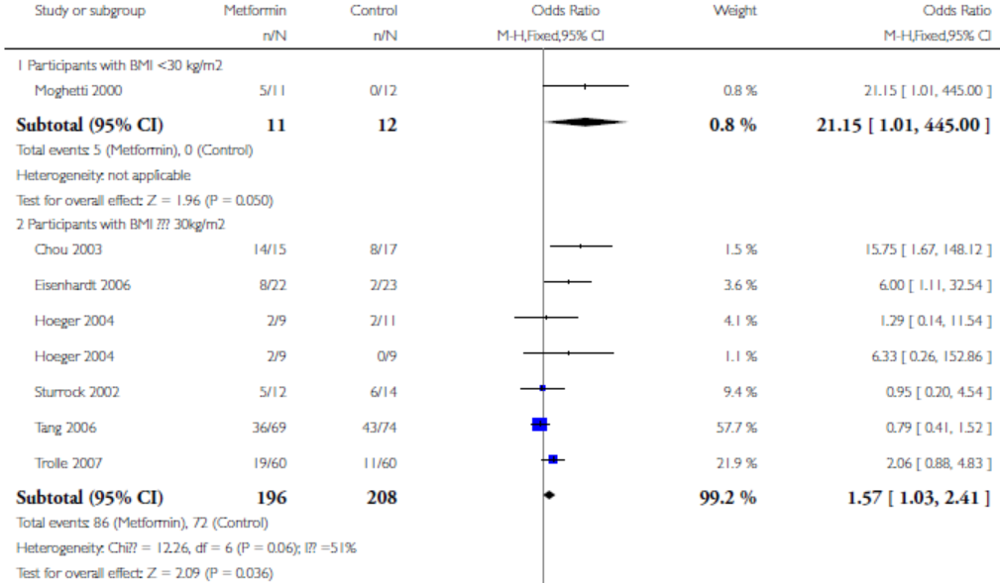 Study or subgroup Metformin Control Odds Ratio Weight Odds Ratio
n/N n/N M-H,Fixed,95% CI M-H,Fixed,95% CI
1 Participants with BMI <30 kg/m2
Moghetti 2000 5/11 0/12 0.8 % 21.15 [ 1.01, 445.00 ]
Subtotal (95% CI) 11 12 0.8 % 21.15 [ 1.01, 445.00 ]
Total events: 5 (Metformin), 0 (Control)
Heterogeneity: not applicable
Test for overall effect: Z = 1.96 (P = 0.050)
2 Participants with BMI ??? 30kg/m2
Chou 2003 14/15 8/17 1.5 % 15.75 [ 1.67, 148.12 ]
Eisenhardt 2006 8/22 2/23 3.6 % 6.00 [ 1.11, 32.54 ]
Hoeger 2004 2/9 2/11 4.1 % 1.29 [ 0.14, 11.54 ]
Hoeger 2004 2/9 0/9 1.1 % 6.33 [ 0.26, 152.86 ]
Sturrock 2002 5/12 6/14 9.4 % 0.95 [ 0.20, 4.54 ]
Tang 2006 36/69 43/74 57.7 % 0.79 [ 0.41, 1.52 ]
Trolle 2007 19/60 11/60 21.9 % 2.06 [ 0.88, 4.83 ]
Subtotal (95% CI) 196 208 99.2 % 1.57 [ 1.03, 2.41 ]
Total events: 86 (Metformin), 72 (Control)
Heterogeneity: Chi?? = 12.26, df = 6 (P = 0.06); I?? =51%
Test for overall effect: Z = 2.09 (P = 0.036)